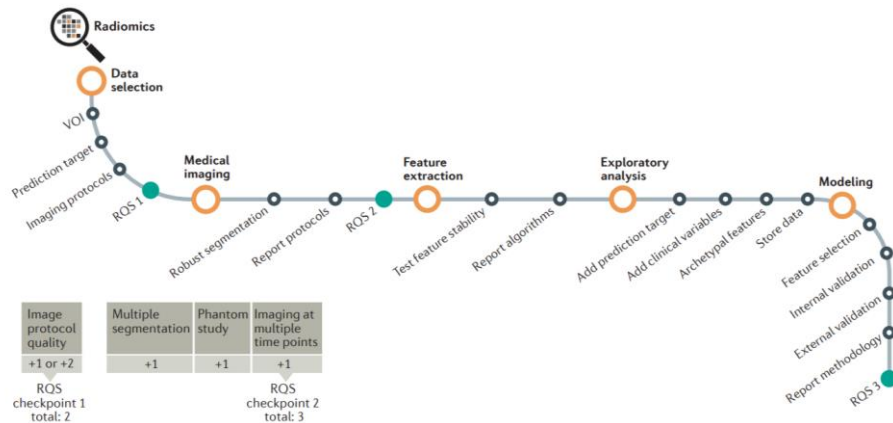 Radiomics
Data
selection
VOI
Prediction target
Imaging protocols
RQS 1
Medical
imaging
Robust segmentation
Report protocols
RQS 2
Feature
extraction
Test feature stability
Report algorithms
Exploratory
analysis
Add prediction target
Add clinical variables
Archetypal features
Store data
Modeling
Feature selection
Internal validation
External validation
Report methodology
RQS 3
Image
protocol
quality
+1 or +2
RQS
checkpoint 1
total: 2
Multiple
segmentation
+1
Phantom
study
+1
Imaging at
multiple
time points
+1
RQS
checkpoint 2
total: 3